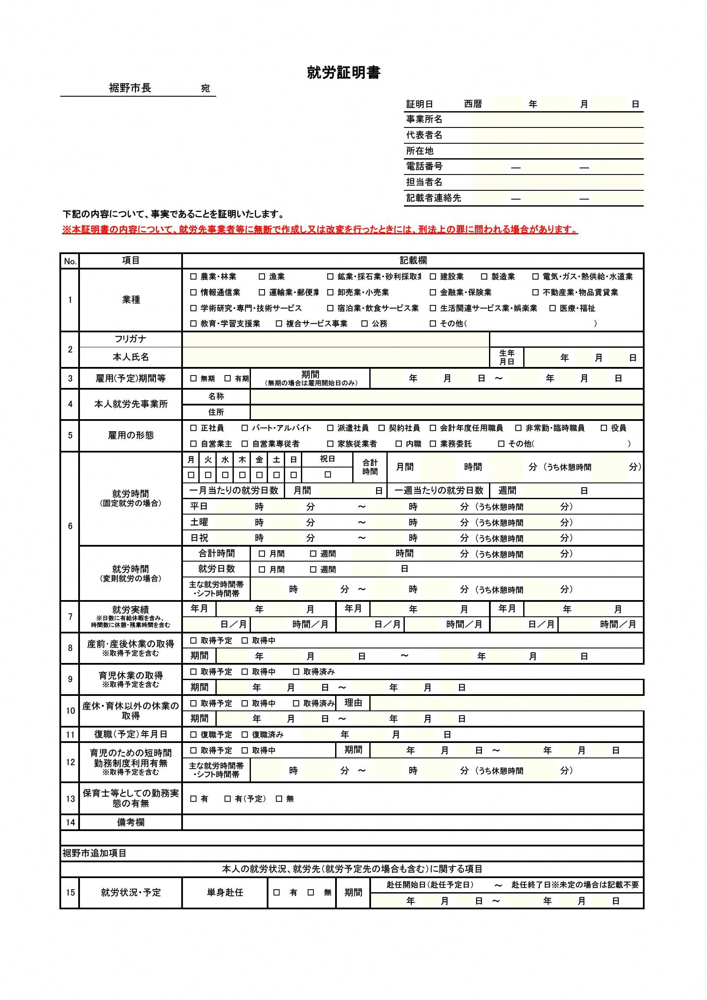 就労証明書
裾野市長 宛
証明日 西暦 年 月 日
事業所名
代表者名
所在地
電話番号 ― ―
担当者名
記載者連絡先 ― ―
下記の内容について、事実であることを証明いたします。
※本証明書の内容について、就労先事業者等に無断で作成し又は改変を行ったときには、刑法上の罪に問われる場合があります。
No. 項目 記載欄
1 業種
□ 農業・林業 □ 漁業 □ 鉱業・採石業・砂利採取業 □ 建設業 □ 製造業 □ 電気・ガス・熱供給・水道業
□ 情報通信業 □ 運輸業・郵便業 □ 卸売業・小売業 □ 金融業・保険業 □ 不動産業・物品賃貸業
□ 学術研究・専門・技術サービス □ 宿泊業・飲食サービス業 □ 生活関連サービス業・娯楽業 □ 医療・福祉
□ 教育・学習支援業 □ 複合サービス事業 □ 公務 □ その他( )
2 フリガナ
本人氏名 生年月日 年 月 日
3 雇用(予定)期間等 □ 無期 □ 有期 期間 (無期の場合は雇用開始日のみ) 年 月 日 ～ 年 月 日
4 本人就労先事業所 名称
住所
5 雇用の形態
□ 正社員 □ パート・アルバイト □ 派遣社員 □ 契約社員 □ 会計年度任用職員 □ 非常勤・臨時職員 □ 役員
□ 自営業主 □ 自営業専従者 □ 家族従業者 □ 内職 □ 業務委託 □ その他( )
6 就労時間 (固定就労の場合)
月 火 水 木 金 土 日 祝日 合計時間 月間 時間 分 (うち休憩時間 分)
□ □ □ □ □ □ □ □
一月当たりの就労日数 月間 日 一週当たりの就労日数 週間 日
平日 時 分 ～ 時 分 (うち休憩時間 分)
土曜 時 分 ～ 時 分 (うち休憩時間 分)
日祝 時 分 ～ 時 分 (うち休憩時間 分)
就労時間 (変則就労の場合)
合計時間 □ 月間 □ 週間 時間 分 (うち休憩時間 分)
就労日数 □ 月間 □ 週間 日
主な就労時間帯・シフト時間帯 時 分 ～ 時 分 (うち休憩時間 分)
7 就労実績
※日数に有給休暇を含み、
時間数に休憩・残業時間を含む
年月 年 月 年月 年 月 年月 年 月
日／月 時間／月 日／月 時間／月 日／月 時間／月
8 産前・産後休業の取得
※取得予定を含む
□ 取得予定 □ 取得中
期間 年 月 日 ～ 年 月 日
9 育児休業の取得
※取得予定を含む
□ 取得予定 □ 取得中 □ 取得済み
期間 年 月 日 ～ 年 月 日
10 産休・育休以外の休業の
取得
□ 取得予定 □ 取得中 □ 取得済み 理由
期間 年 月 日 ～ 年 月 日
11 復職(予定)年月日 □ 復職予定 □ 復職済み 年 月 日
12 育児のための短時間
勤務制度利用有無
※取得予定を含む
□ 取得予定 □ 取得中 期間 年 月 日 ～ 年 月 日
主な就労時間帯・シフト時間帯 時 分 ～ 時 分 (うち休憩時間 分)
13 保育士等としての勤務実
態の有無
□ 有 □ 有(予定) □ 無
14 備考欄
裾野市追加項目
本人の就労状況、就労先(就労予定先の場合も含む)に関する項目
15 就労状況・予定 単身赴任 □ 有 □ 無 期間
赴任開始日(赴任予定日) ～ 赴任終了日※未定の場合は記載不要
年 月 日 ～ 年 月 日